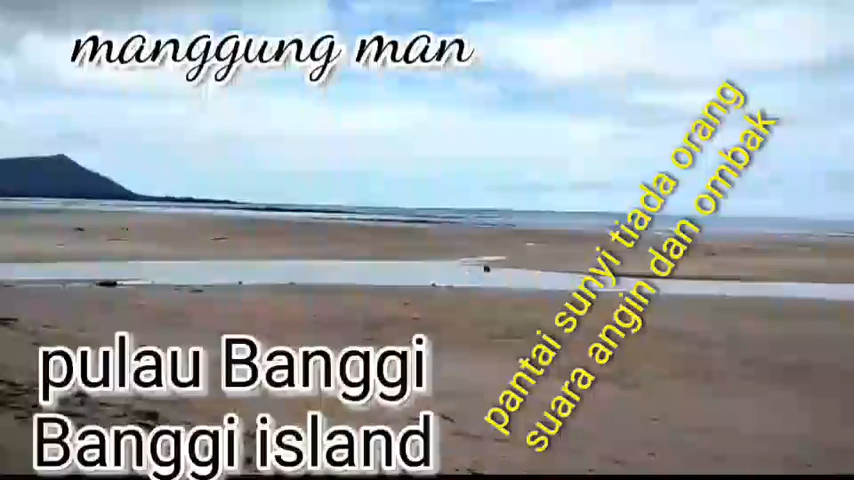 manggung man
pantai sunyi tiada orang
suara angin dan ombak
pulau Banggi
Banggi island